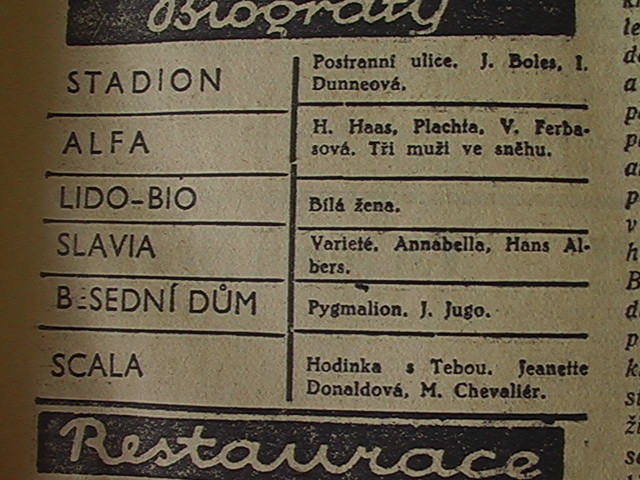 Biografy
STADION
Postranní ulice. J. Boles, I.
Dunneová.
ALFA
H. Haas, Plachta, V. Ferba-
sová. Tři muži ve sněhu.
LIDO-BIO
Bílá žena.
SLAVIA
Varieté. Annabella, Hans Al-
bers.
BESEDNÍ DŮM
Pygmalion. J. Jugo.
SCALA
Hodinka s Tebou. Jeanette
Donaldová, M. Chevaliér.
Restaurace